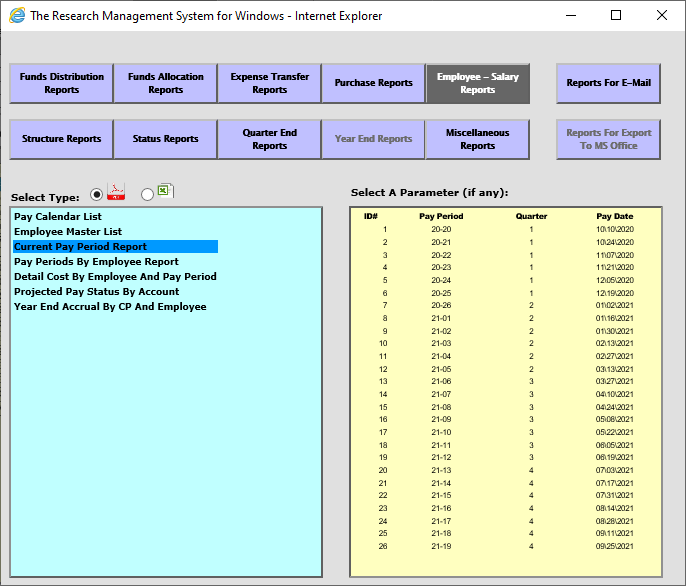 The Research Management System for Windows - Internet Explorer
Funds Distribution
Reports
Funds Allocation
Reports
Expense Transfer
Reports
Purchase Reports
Employee – Salary
Reports
Reports For E–Mail
Structure Reports
Status Reports
Quarter End
Reports
Year End Reports
Miscellaneous
Reports
Reports For Export
To MS Office
Select Type:
Select A Parameter (if any):
Pay Calendar List
Employee Master List
Current Pay Period Report
Pay Periods By Employee Report
Detail Cost By Employee And Pay Period
Projected Pay Status By Account
Year End Accrual By CP And Employee
ID# Pay Period Quarter Pay Date
1 20-20 1 10\10\2020
2 20-21 1 10\24\2020
3 20-22 1 11\07\2020
4 20-23 1 11\21\2020
5 20-24 1 12\05\2020
6 20-25 1 12\19\2020
7 20-26 2 01\02\2021
8 21-01 2 01\16\2021
9 21-02 2 01\30\2021
10 21-03 2 02\13\2021
11 21-04 2 02\27\2021
12 21-05 2 03\13\2021
13 21-06 3 03\27\2021
14 21-07 3 04\10\2021
15 21-08 3 04\24\2021
16 21-09 3 05\08\2021
17 21-10 3 05\22\2021
18 21-11 3 06\05\2021
19 21-12 3 06\19\2021
20 21-13 4 07\03\2021
21 21-14 4 07\17\2021
22 21-15 4 07\31\2021
23 21-16 4 08\14\2021
24 21-17 4 08\28\2021
25 21-18 4 09\11\2021
26 21-19 4 09\25\2021